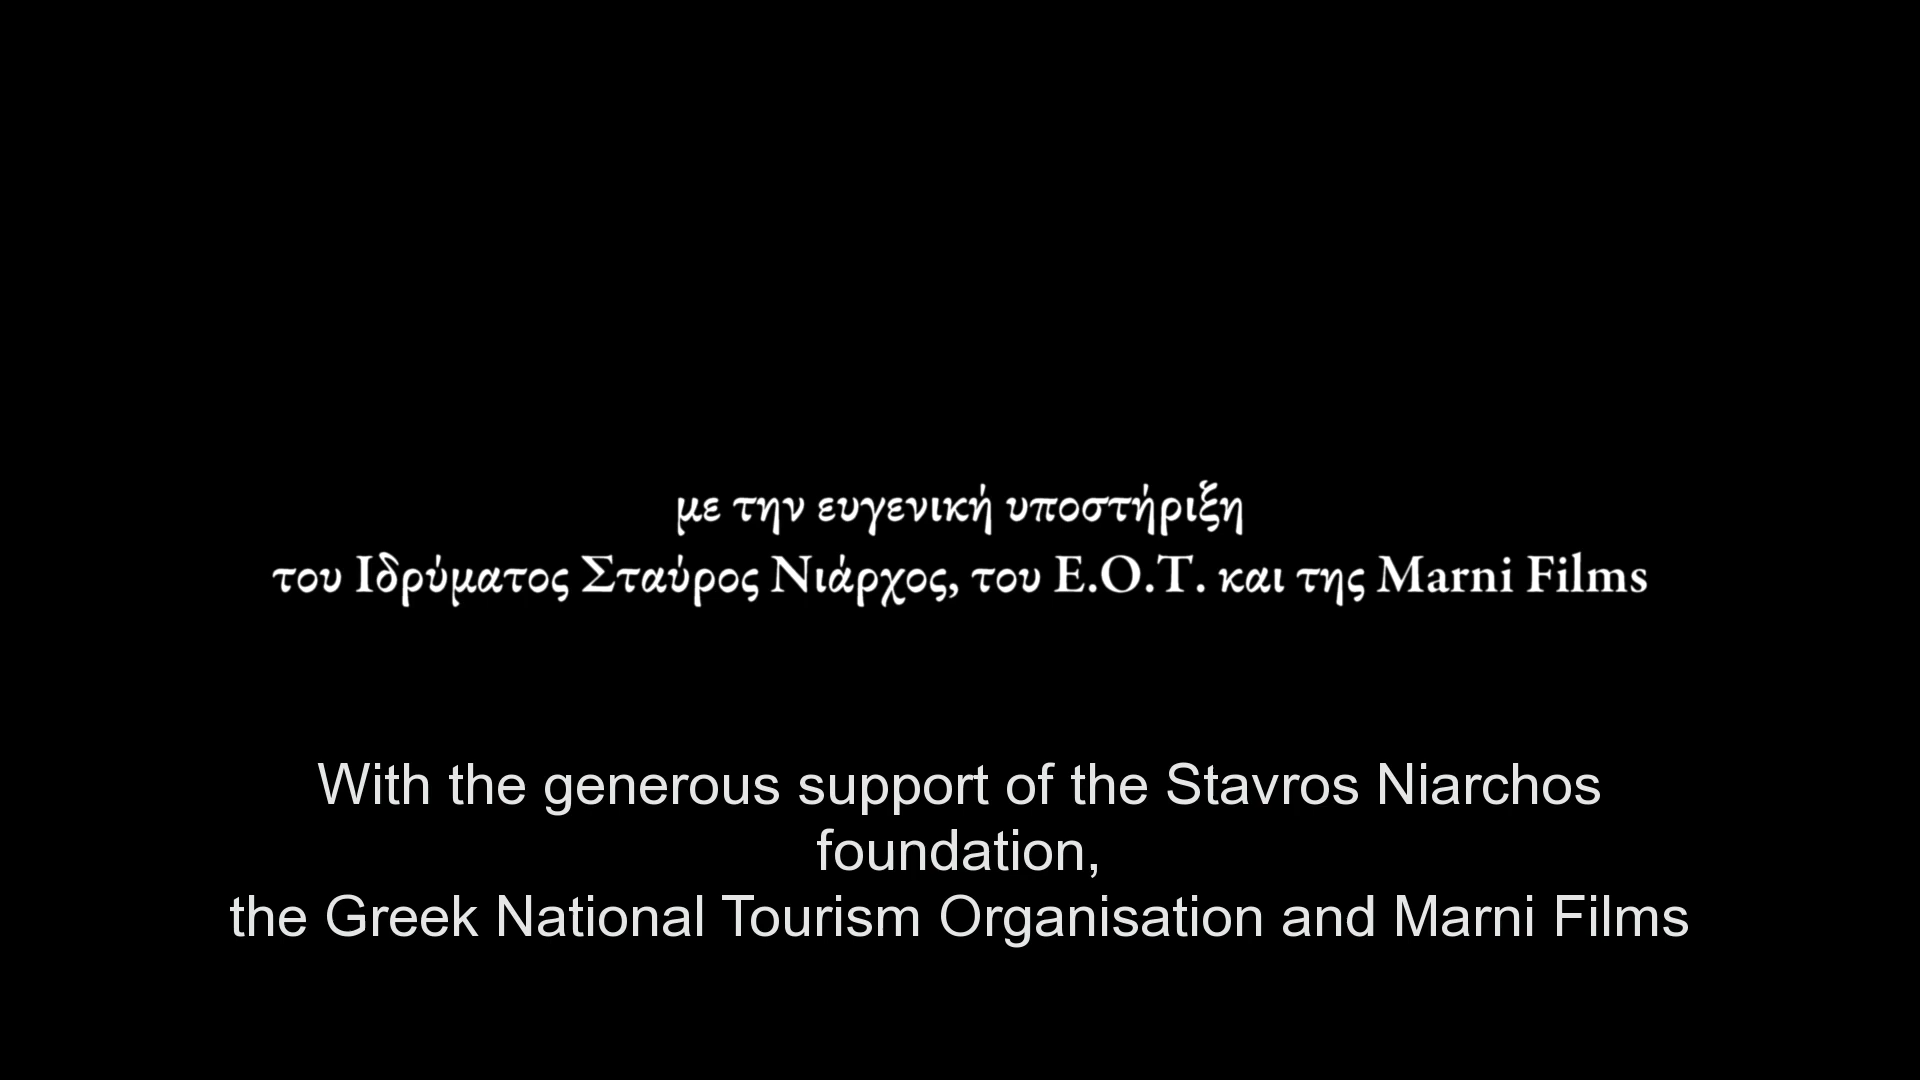 με την ευγενική υποστήριξη
του Ιδρύματος Σταύρος Νιάρχος, του Ε.Ο.Τ. και της Marni Films
With the generous support of the Stavros Niarchos
foundation,
the Greek National Tourism Organisation and Marni Films